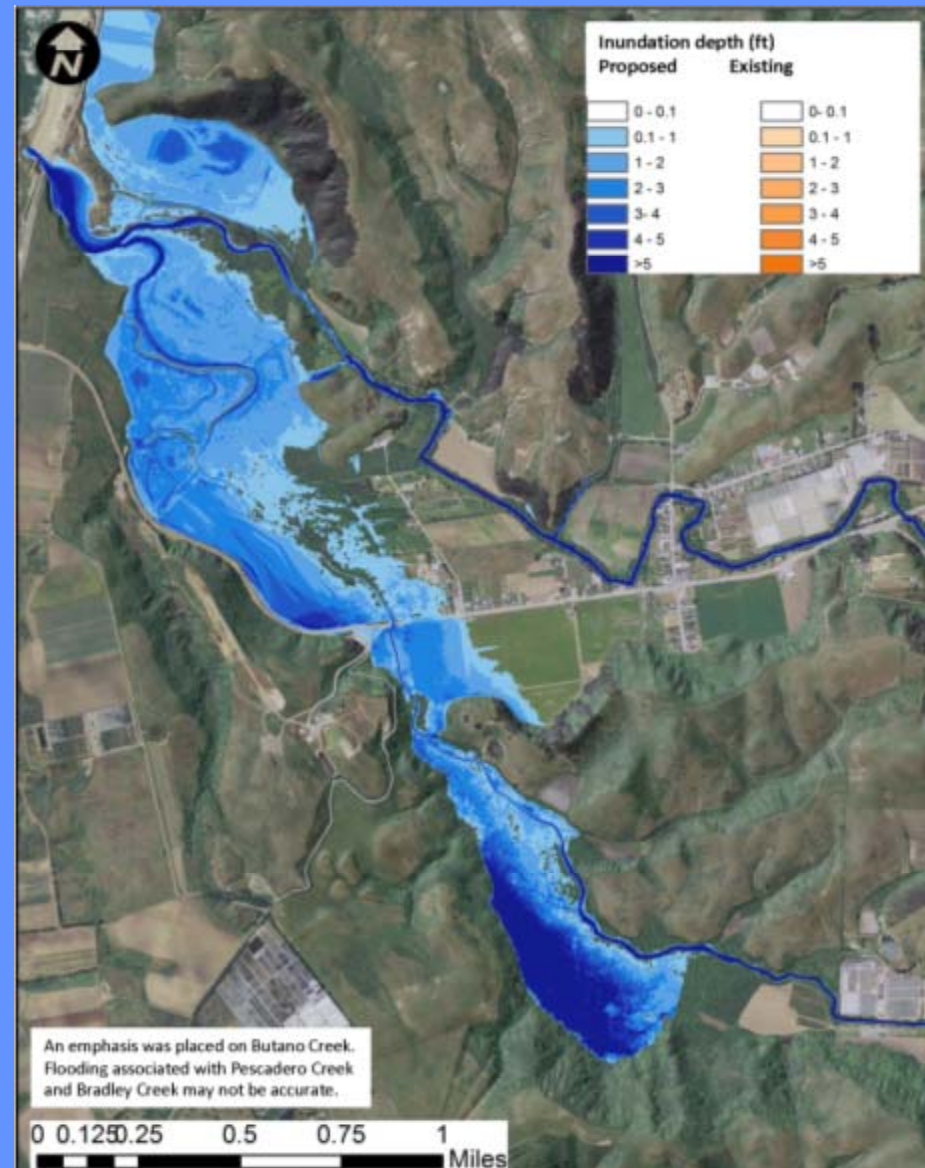 N
Inundation depth (ft)
Proposed Existing
0 - 0.1 0- 0.1
0.1 - 1 0.1 - 1
1 - 2 1 - 2
2 - 3 2 - 3
3- 4 3 - 4
4 - 5 4 - 5
>5 >5
An emphasis was placed on Butano Creek.
Flooding associated with Pescadero Creek
and Bradley Creek may not be accurate.
0 0.125 0.25 0.5 0.75 1
Miles